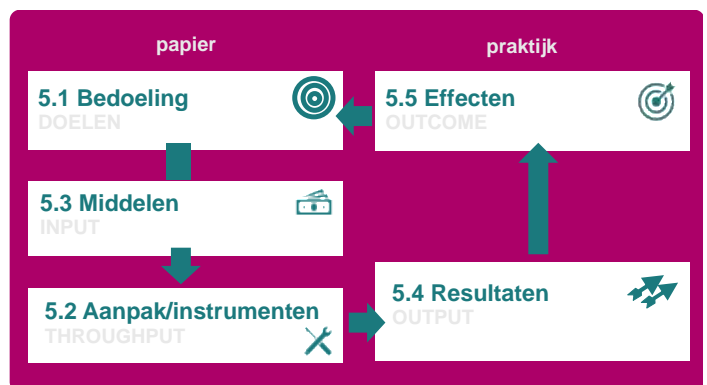 papier
praktijk
5.1 Bedoeling
DOELEN
5.5 Effecten
OUTCOME
5.3 Middelen
INPUT
5.2 Aanpak/instrumenten
THROUGHPUT
5.4 Resultaten
OUTPUT